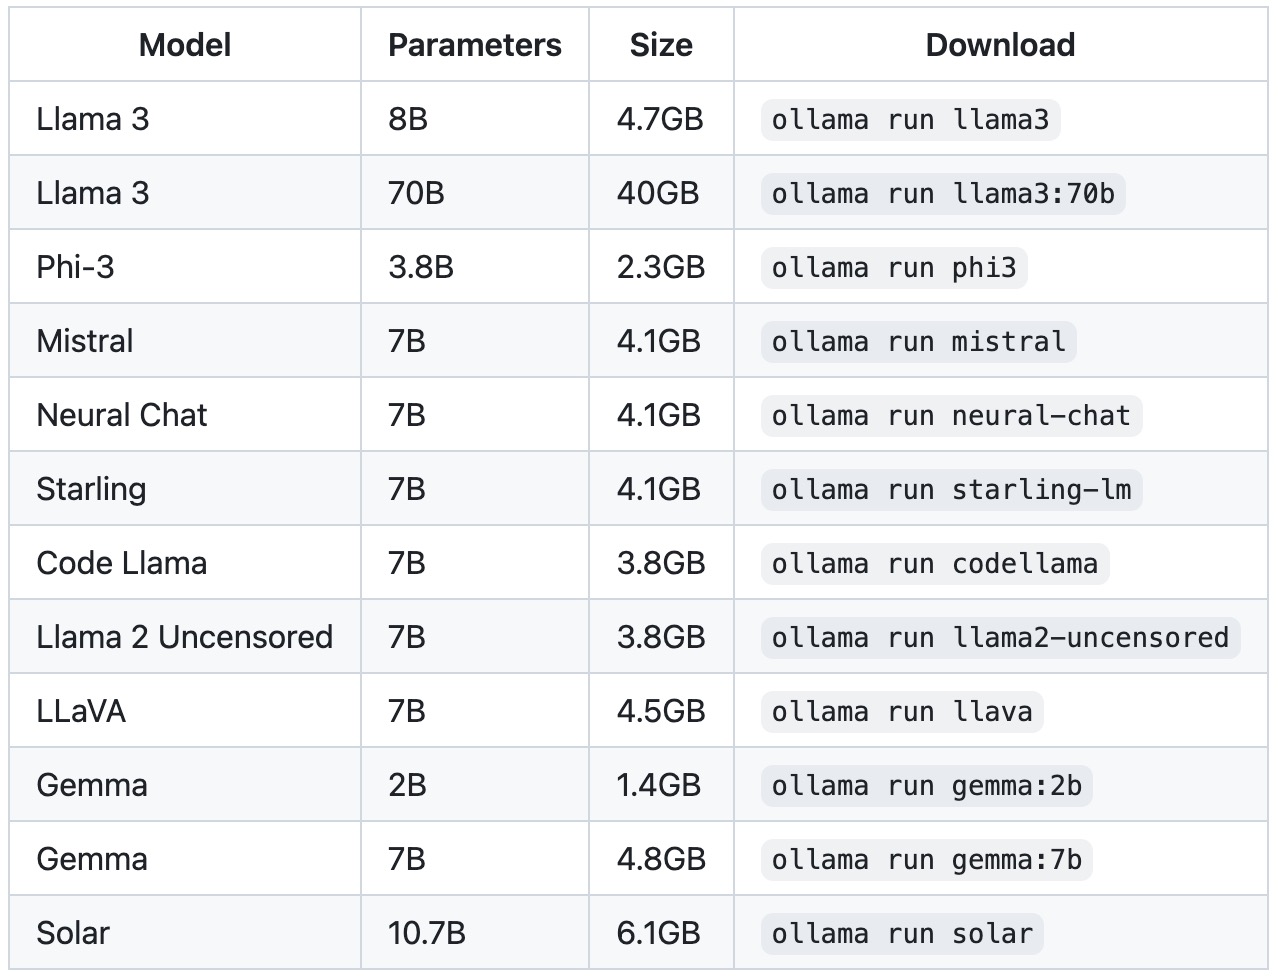 Model Parameters Size Download
Llama 3 8B 4.7GB ollama run llama3
Llama 3 70B 40GB ollama run llama3:70b
Phi-3 3.8B 2.3GB ollama run phi3
Mistral 7B 4.1GB ollama run mistral
Neural Chat 7B 4.1GB ollama run neural-chat
Starling 7B 4.1GB ollama run starling-lm
Code Llama 7B 3.8GB ollama run codellama
Llama 2 Uncensored 7B 3.8GB ollama run llama2-uncensored
LLaVA 7B 4.5GB ollama run llava
Gemma 2B 1.4GB ollama run gemma:2b
Gemma 7B 4.8GB ollama run gemma:7b
Solar 10.7B 6.1GB ollama run solar